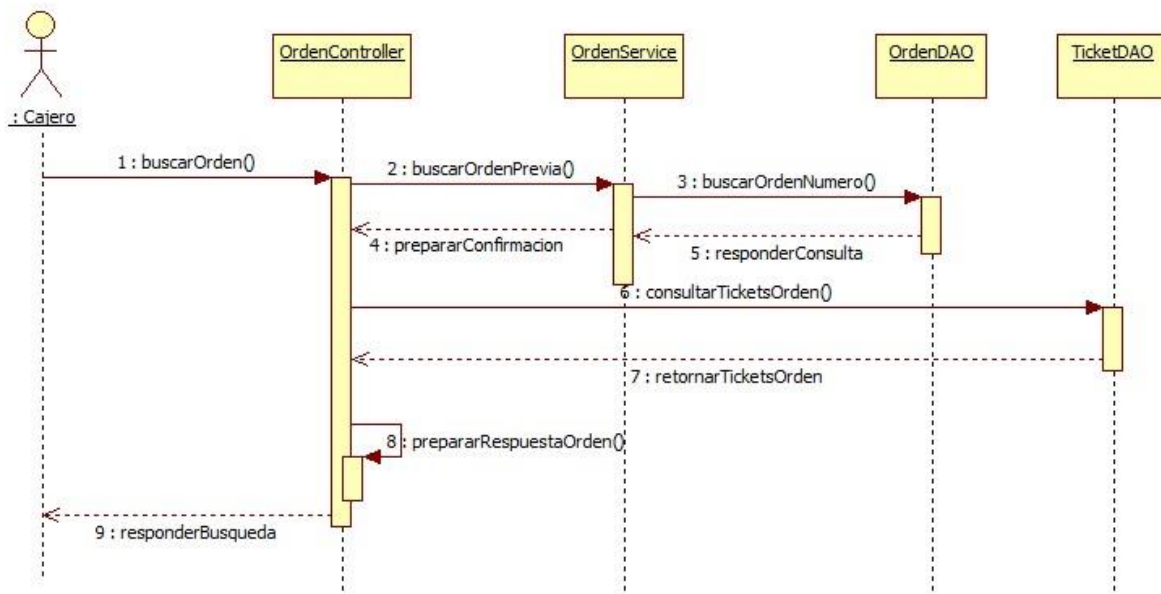 OrdenController
OrdenService
OrdenDAO
TicketDAO
: Cajero
1 : buscarOrden()
2 : buscarOrdenPrevia()
3 : buscarOrdenNumero()
4 : prepararConfirmacion
5 : responderConsulta
6 : consultarTicketsOrden()
7 : retornarTicketsOrden
8 : prepararRespuestaOrden()
9 : responderBusqueda